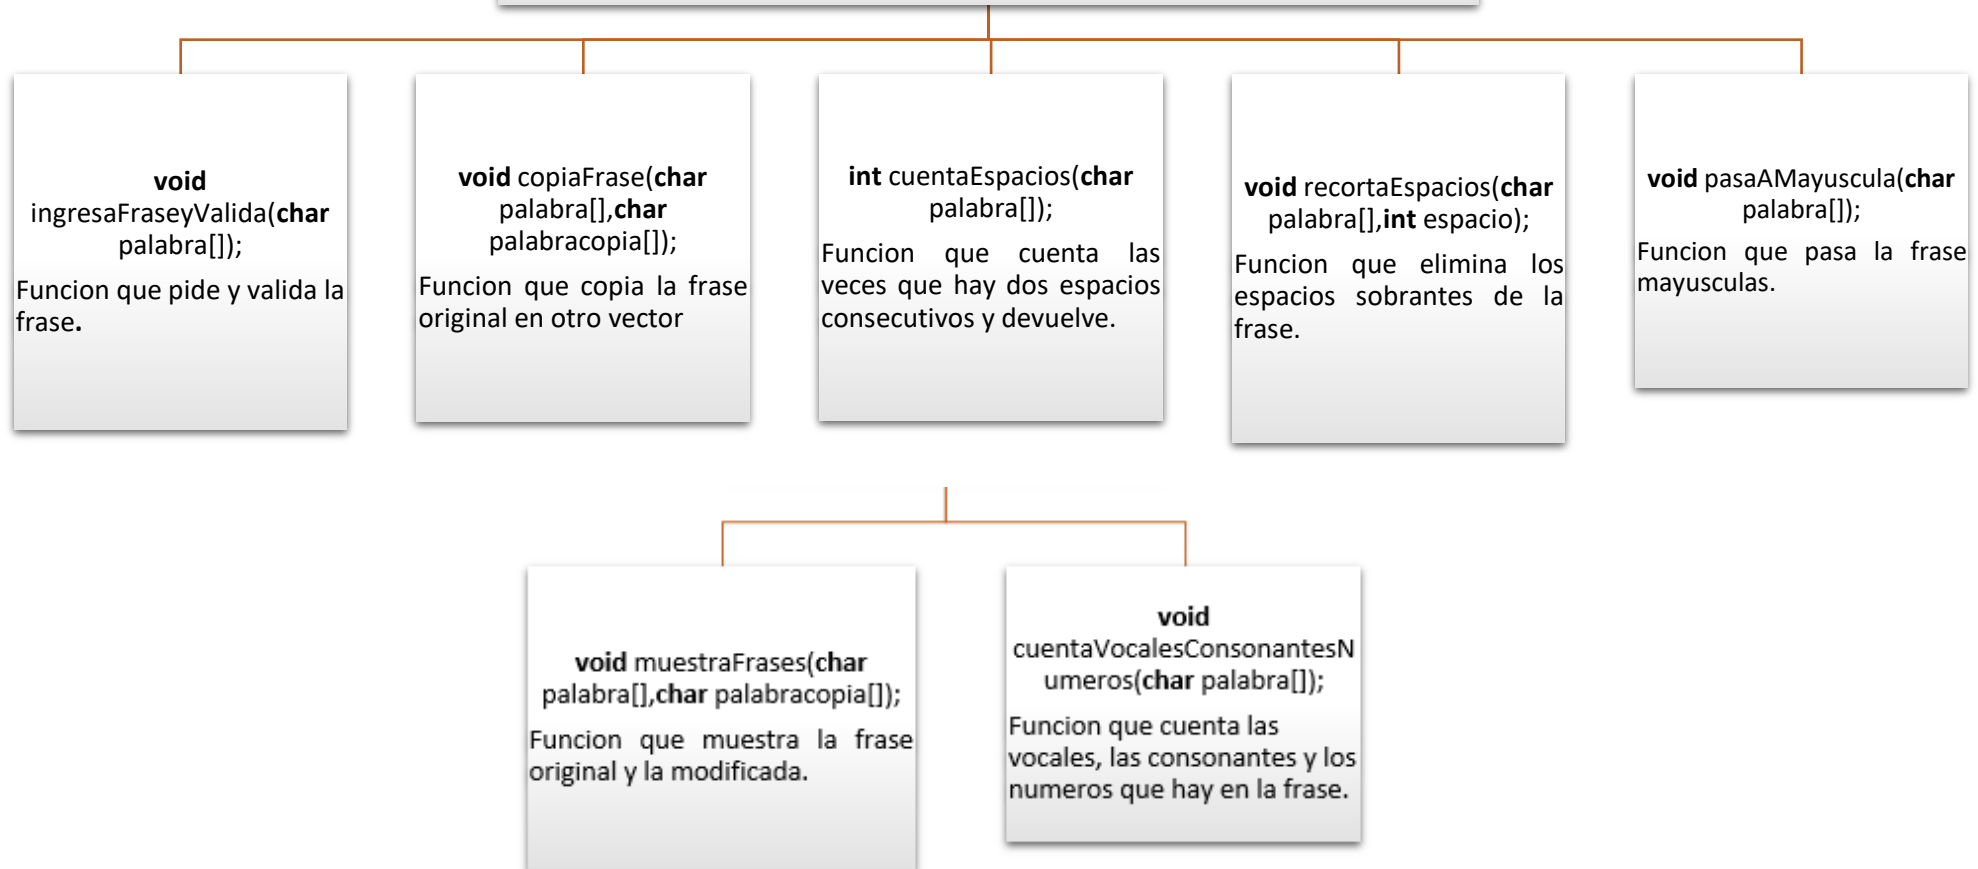 void
ingresaFraseyValida(char
palabra[]);
Funcion que pide y valida la
frase.
void copiaFrase(char
palabra[],char
palabracopia[]);
Funcion que copia la frase
original en otro vector
int cuentaEspacios(char
palabra[]);
Funcion que cuenta las
veces que hay dos espacios
consecutivos y devuelve.
void recortaEspacios(char
palabra[],int espacio);
Funcion que elimina los
espacios sobrantes de la
frase.
void pasaAMayuscula(char
palabra[]);
Funcion que pasa la frase
mayusculas.
void muestraFrases(char
palabra[],char palabracopia[]);
Funcion que muestra la frase
original y la modificada.
void
cuentaVocalesConsonantesN
umeros(char palabra[]);
Funcion que cuenta las
vocales, las consonantes y los
numeros que hay en la frase.